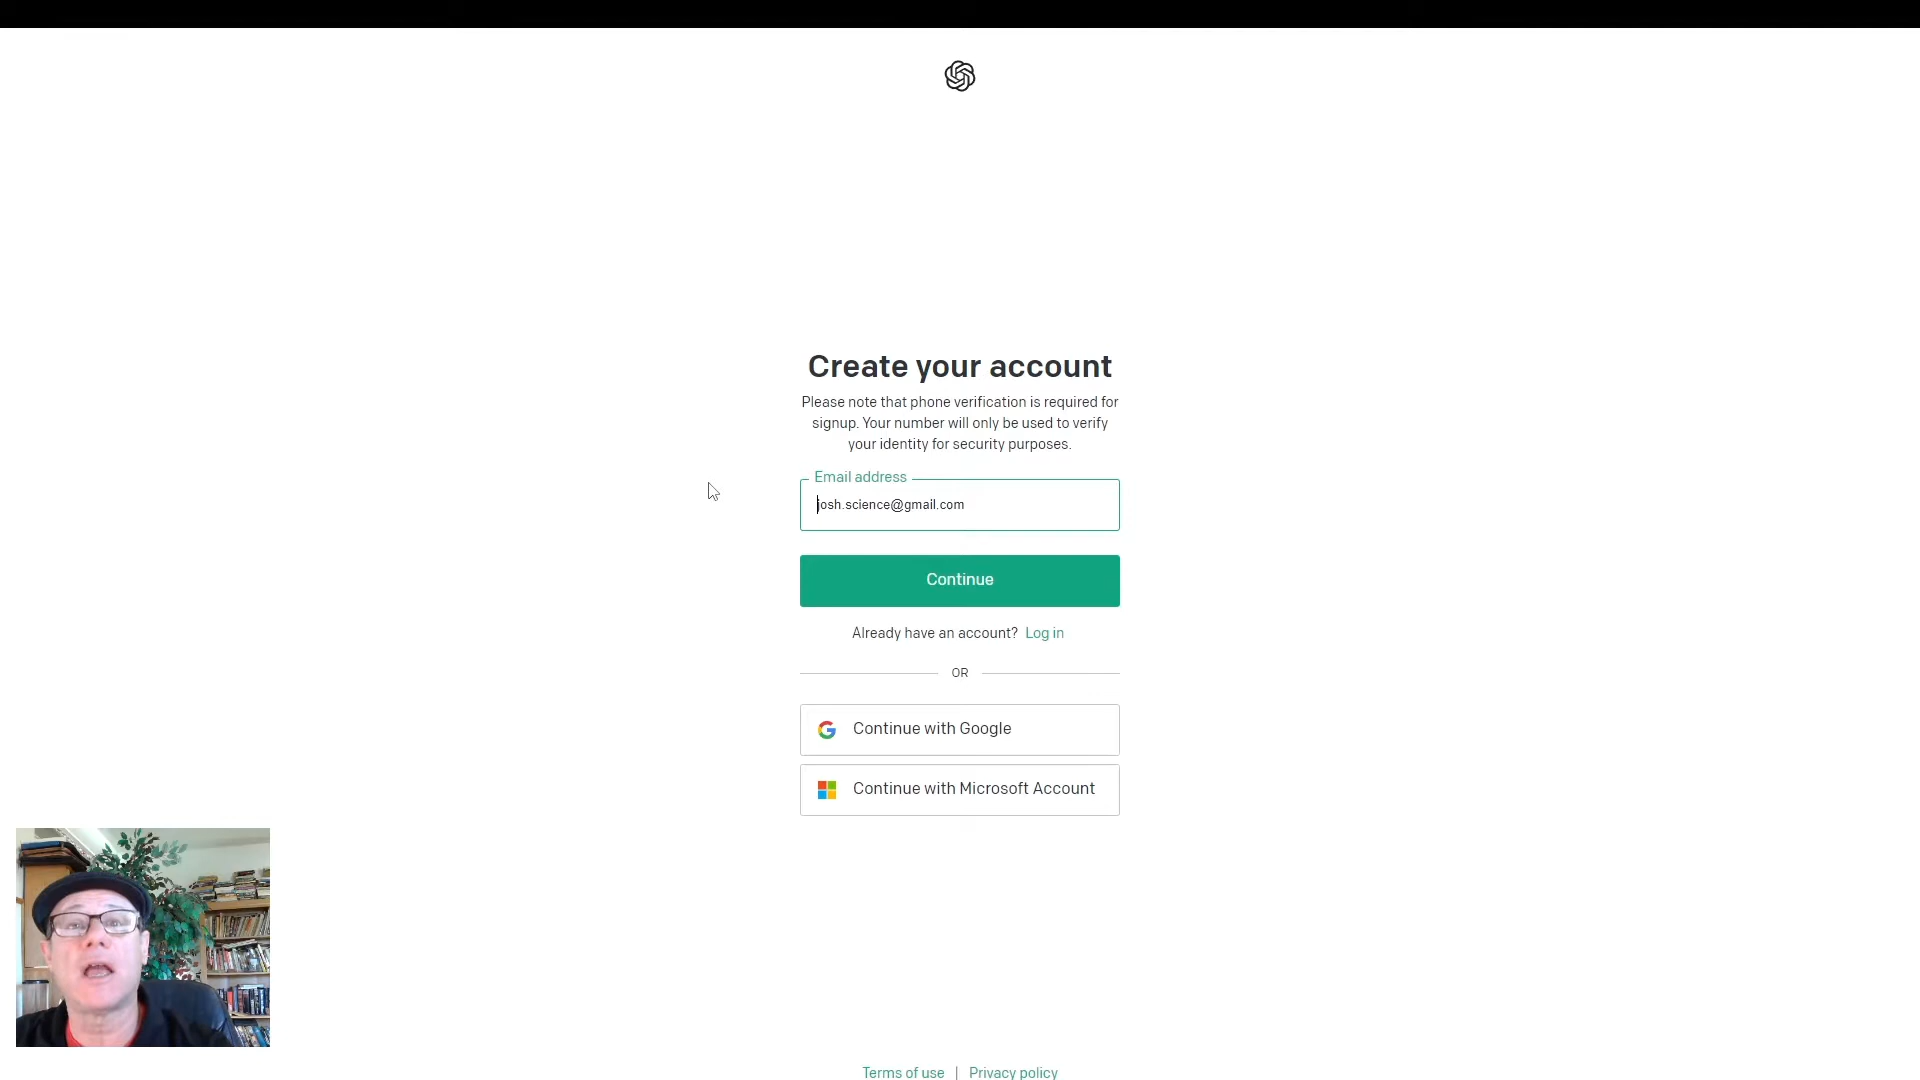 Create your account
Please note that phone verification is required for
signup. Your number will only be used to verify
your identity for security purposes.
Email address
josh.science@gmail.com
Continue
Already have an account? Log in
OR
Continue with Google
Continue with Microsoft Account
Terms of use | Privacy policy